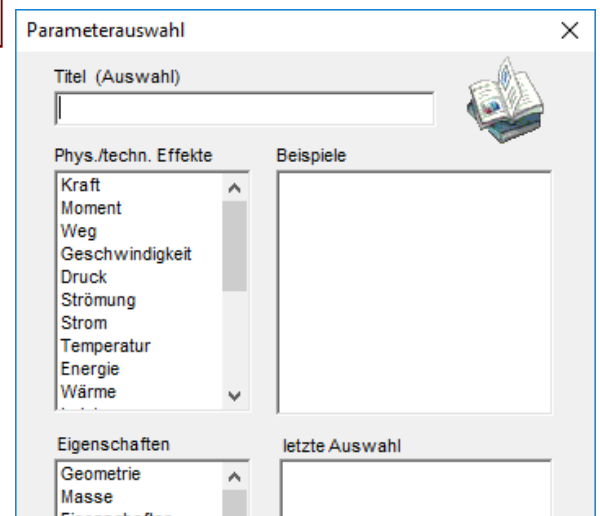 Parameterauswahl
Titel (Auswahl)
Phys./techn. Effekte
Beispiele
Kraft
Moment
Weg
Geschwindigkeit
Druck
Strömung
Strom
Temperatur
Energie
Wärme
Eigenschaften
letzte Auswahl
Geometrie
Masse